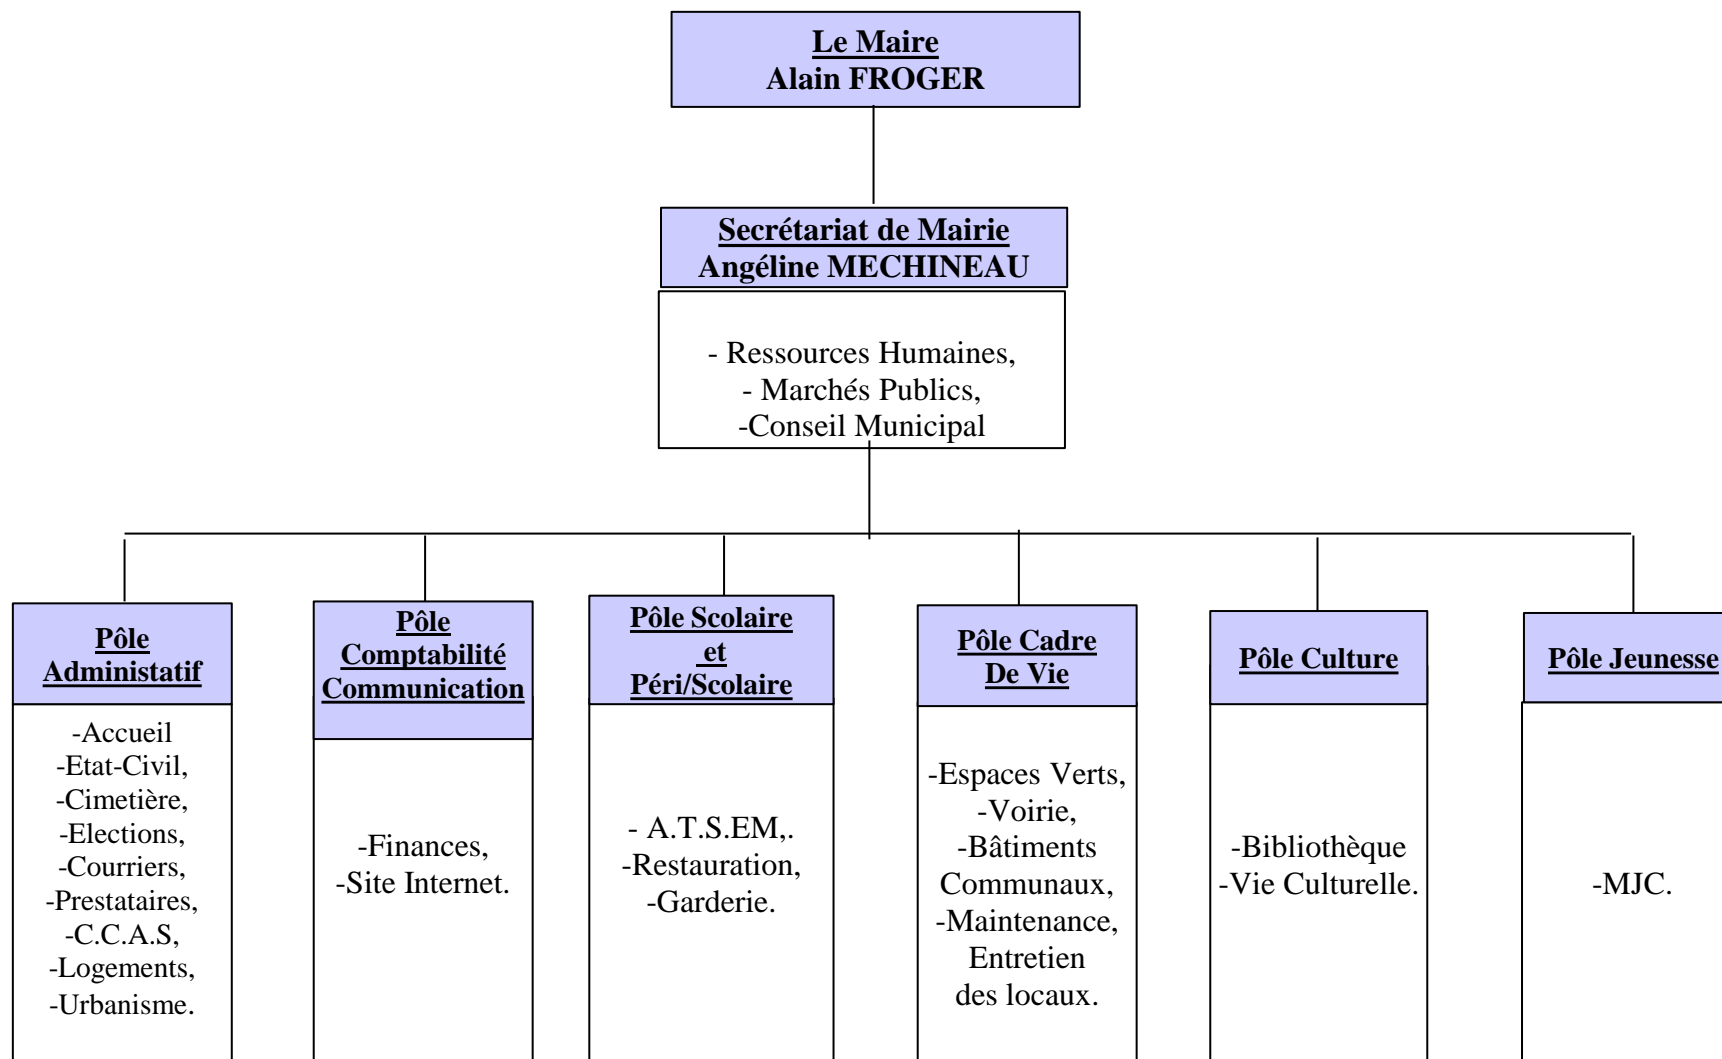 Le Maire
Alain FROGER
Secrétariat de Mairie
Angéline MECHINEAU
- Ressources Humaines,
- Marchés Publics,
-Conseil Municipal
Pôle
Administatif
-Accueil
-Etat-Civil,
-Cimetière,
-Elections,
-Courriers,
-Prestataires,
-C.C.A.S,
-Logements,
-Urbanisme.
Pôle
Comptabilité
Communication
-Finances,
-Site Internet.
Pôle Scolaire
et
Péri/Scolaire
- A.T.S.EM,.
-Restauration,
-Garderie.
Pôle Cadre
De Vie
-Espaces Verts,
-Voirie,
-Bâtiments
Communaux,
-Maintenance,
Entretien
des locaux.
Pôle Culture
-Bibliothèque
-Vie Culturelle.
Pôle Jeunesse
-MJC.